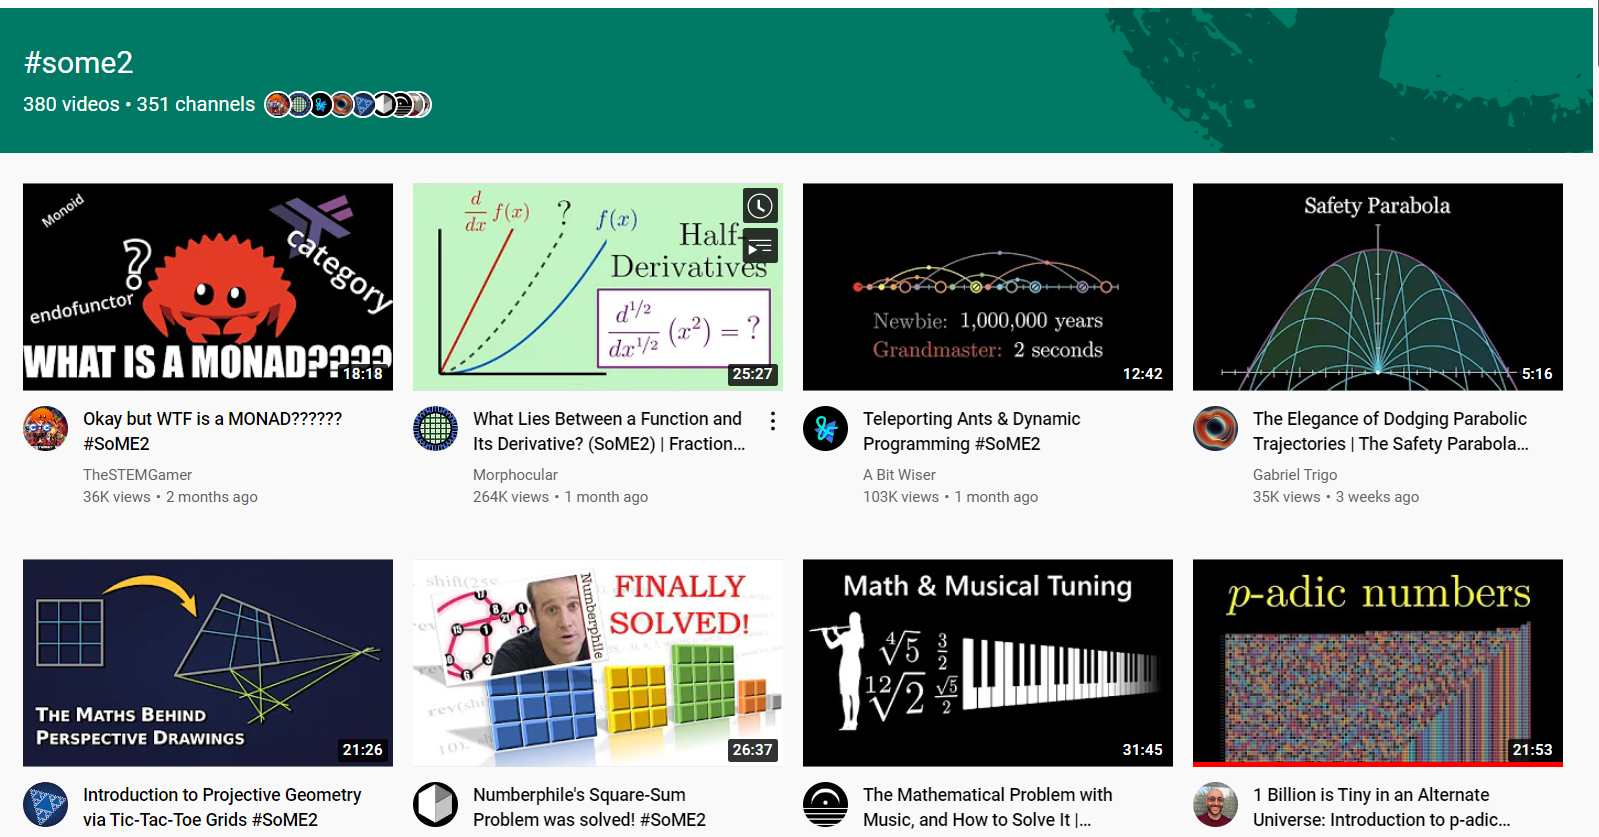 #some2
380 videos • 351 channels
Monoid
?
category
endofunctor
WHAT IS A MONAD????
18:18
d/dx f(x)
?
f(x)
Half-
Derivatives
d^1/2/dx^1/2 (x²) = ?
25:27
Newbie: 1,000,000 years
Grandmaster: 2 seconds
12:42
Safety Parabola
5:16
Okay but WTF is a MONAD??????
#SoME2
TheSTEMGamer
36K views • 2 months ago
What Lies Between a Function and
Its Derivative? (SoME2) | Fraction...
Morphocular
264K views • 1 month ago
Teleporting Ants & Dynamic
Programming #SoME2
A Bit Wiser
103K views • 1 month ago
The Elegance of Dodging Parabolic
Trajectories | The Safety Parabola...
Gabriel Trigo
35K views • 3 weeks ago
THE MATHS BEHIND
PERSPECTIVE DRAWINGS
21:26
Numberphile
FINALLY
SOLVED!
26:37
Math & Musical Tuning
⁴√5 3/2
¹²√2 √5/2
31:45
p-adic numbers
21:53
Introduction to Projective Geometry
via Tic-Tac-Toe Grids #SoME2
Numberphile's Square-Sum
Problem was solved! #SoME2
The Mathematical Problem with
Music, and How to Solve It |...
1 Billion is Tiny in an Alternate
Universe: Introduction to p-adic...